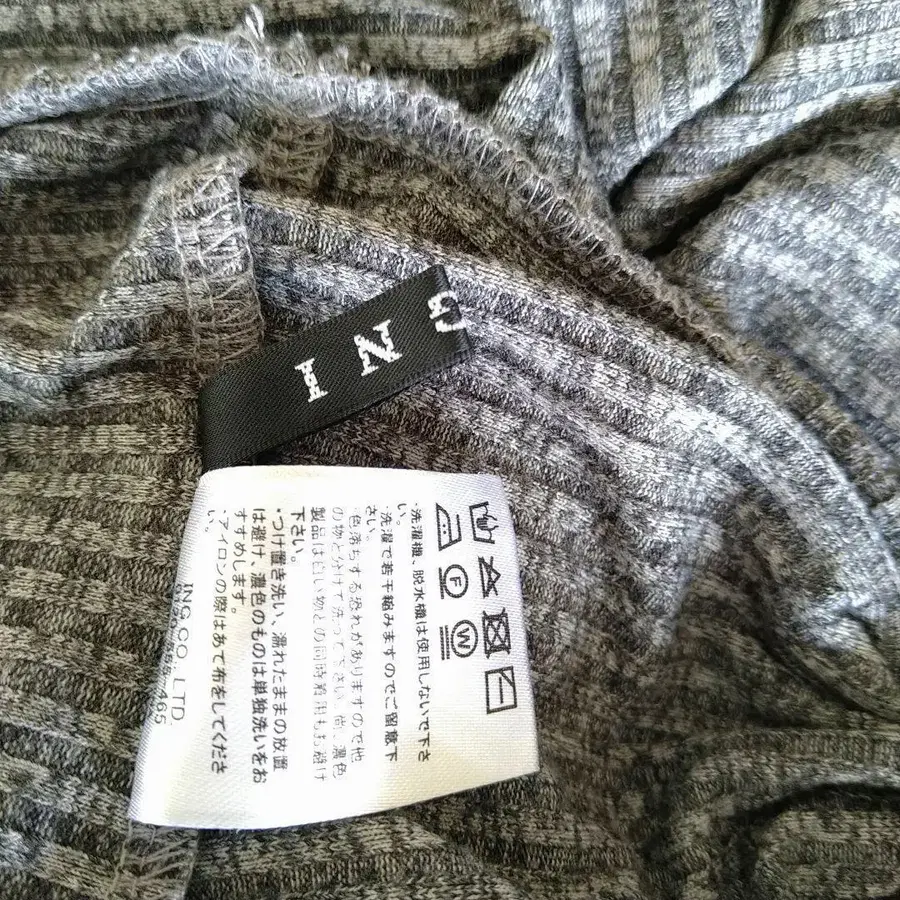 ING
F
W
・洗濯機、脱水機は使用しないで下さ
い。
・洗濯で若干縮みますのでご留意下
さい。
・色落ちする恐れがありますので他
の物と分けて洗って下さい。尚、濃色
製品は白い物との同時着用もお避け
下さい。
・つけ置き洗い、濡れたままの放置
は避け、濃色のものは単独洗いをお
すすめします。
・アイロンの際はあて布をしてくださ
い。
ING CO., LTD.
465